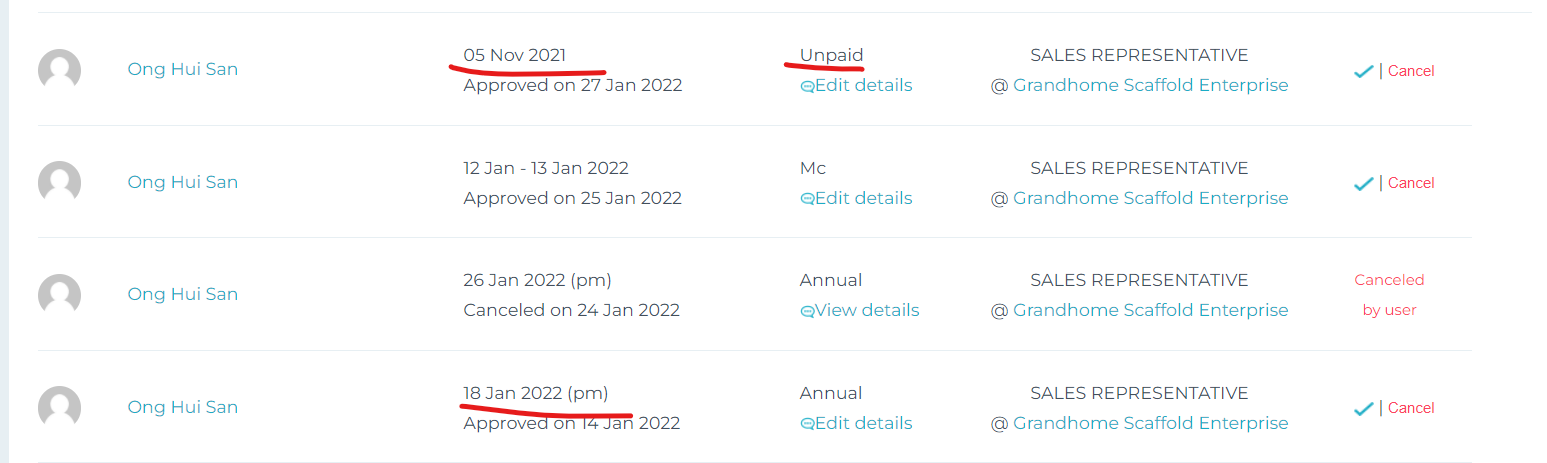 Ong Hui San
05 Nov 2021
Approved on 27 Jan 2022
Unpaid
Edit details
SALES REPRESENTATIVE
@ Grandhome Scaffold Enterprise
| Cancel
Ong Hui San
12 Jan - 13 Jan 2022
Approved on 25 Jan 2022
Mc
Edit details
SALES REPRESENTATIVE
@ Grandhome Scaffold Enterprise
| Cancel
Ong Hui San
26 Jan 2022 (pm)
Canceled on 24 Jan 2022
Annual
View details
SALES REPRESENTATIVE
@ Grandhome Scaffold Enterprise
Canceled
by user
Ong Hui San
18 Jan 2022 (pm)
Approved on 14 Jan 2022
Annual
Edit details
SALES REPRESENTATIVE
@ Grandhome Scaffold Enterprise
| Cancel